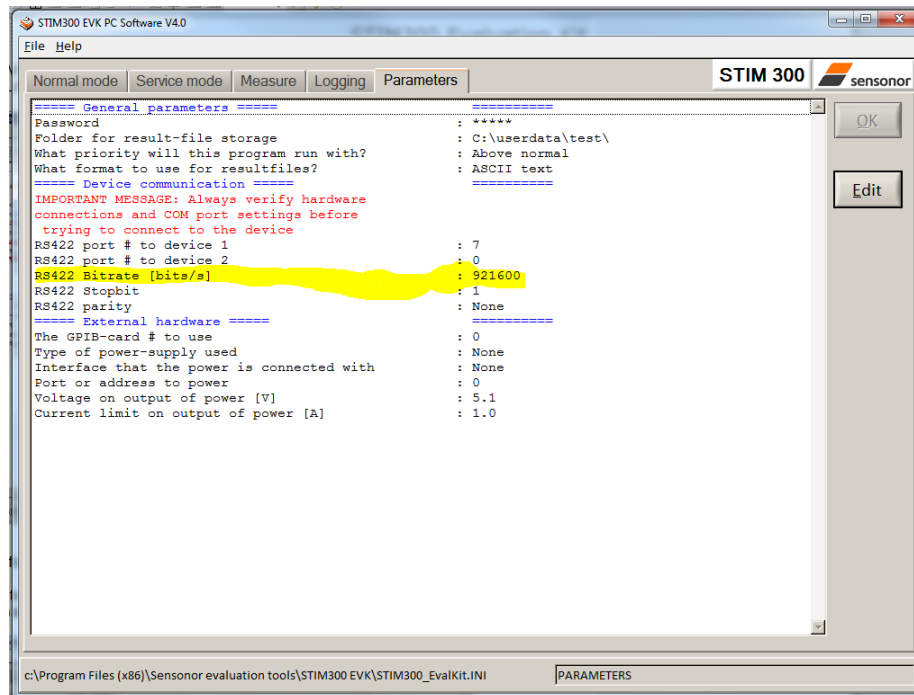 STIM300 EVK PC Software V4.0
File Help
Normal mode Service mode Measure Logging Parameters STIM 300 sensonor
===== General parameters ===== ==========
Password : *****
Folder for result-file storage : C:\userdata\test\
What priority will this program run with? : Above normal
What format to use for resultfiles? : ASCII text
===== Device communication ===== ==========
IMPORTANT MESSAGE: Always verify hardware
connections and COM port settings before
trying to connect to the device
RS422 port # to device 1 : 7
RS422 port # to device 2 : 0
RS422 Bitrate [bits/s] : 921600
RS422 Stopbit : 1
RS422 parity : None
===== External hardware ===== ==========
The GPIB-card # to use : 0
Type of power-supply used : None
Interface that the power is connected with : None
Port or address to power : 0
Voltage on output of power [V] : 5.1
Current limit on output of power [A] : 1.0
OK
Edit
c:\Program Files (x86)\Sensonor evaluation tools\STIM300 EVK\STIM300_EvalKit.INI PARAMETERS